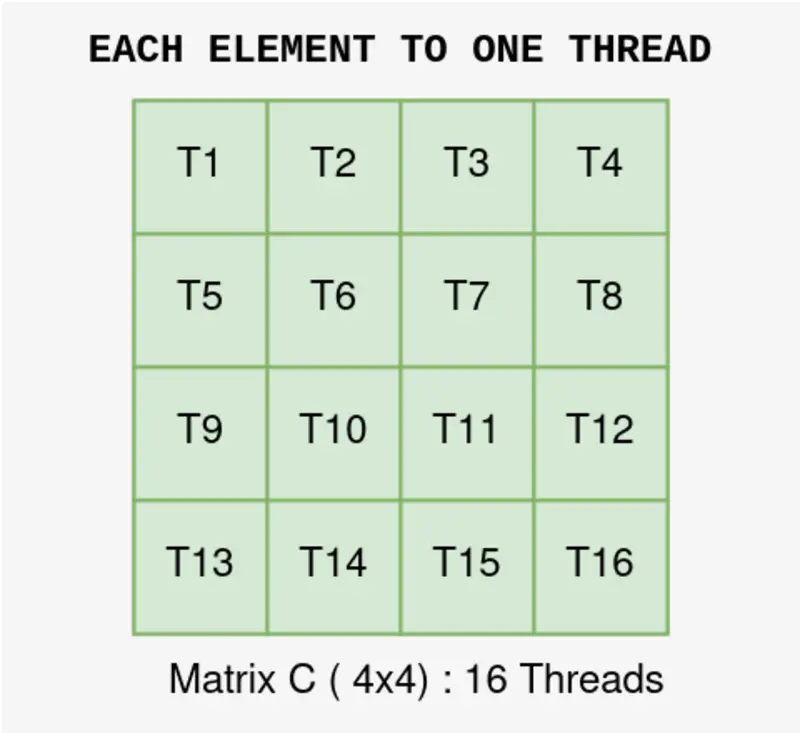 EACH ELEMENT TO ONE THREAD
T1 T2 T3 T4
T5 T6 T7 T8
T9 T10 T11 T12
T13 T14 T15 T16
Matrix C ( 4x4) : 16 Threads